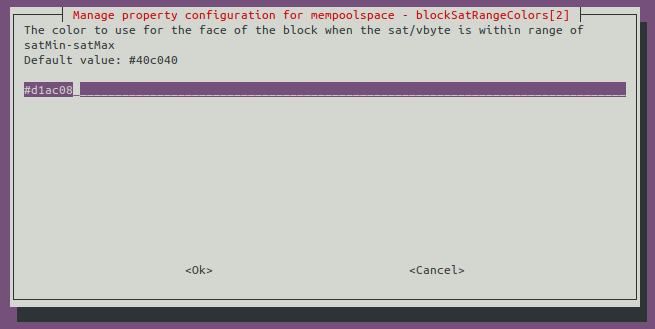 Manage property configuration for mempoolspace - blockSatRangeColors[2]
The color to use for the face of the block when the sat/vbyte is within range of
satMin-satMax
Default value: #40c040
#d1ac08
<Ok> <Cancel>